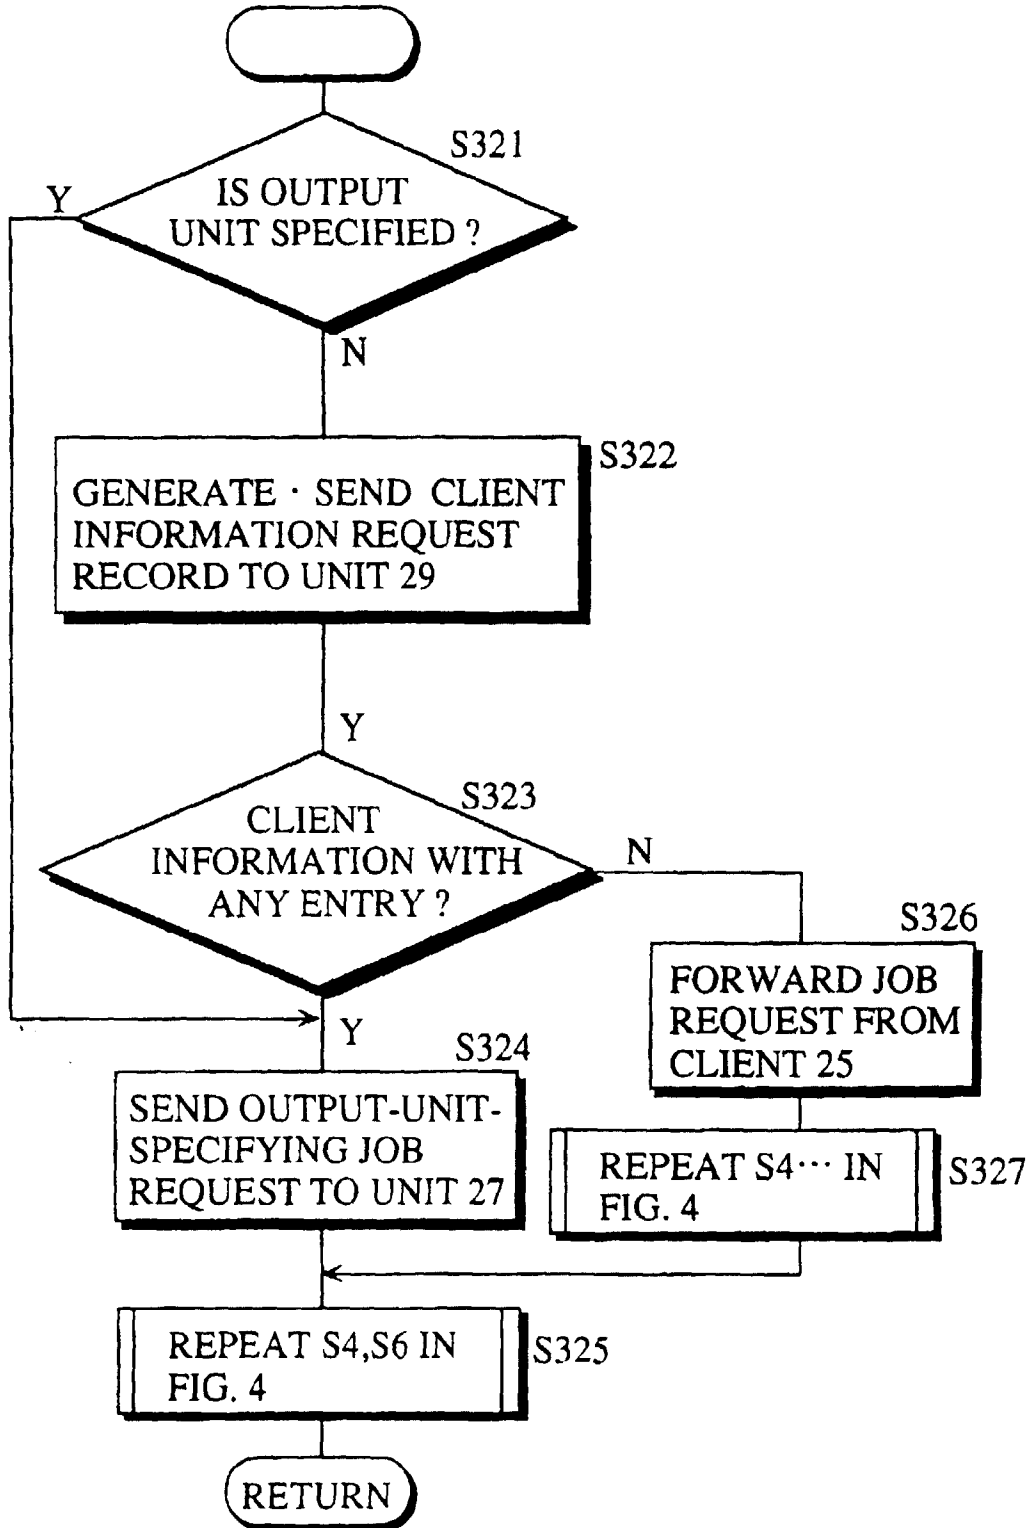 S321
Y
IS OUTPUT
UNIT SPECIFIED ?
N
S322
GENERATE · SEND CLIENT
INFORMATION REQUEST
RECORD TO UNIT 29
Y
S323
CLIENT
INFORMATION WITH
ANY ENTRY ?
N
S326
FORWARD JOB
REQUEST FROM
CLIENT 25
Y
S324
SEND OUTPUT-UNIT-
SPECIFYING JOB
REQUEST TO UNIT 27
REPEAT S4··· IN
FIG. 4
S327
REPEAT S4,S6 IN
FIG. 4
S325
RETURN